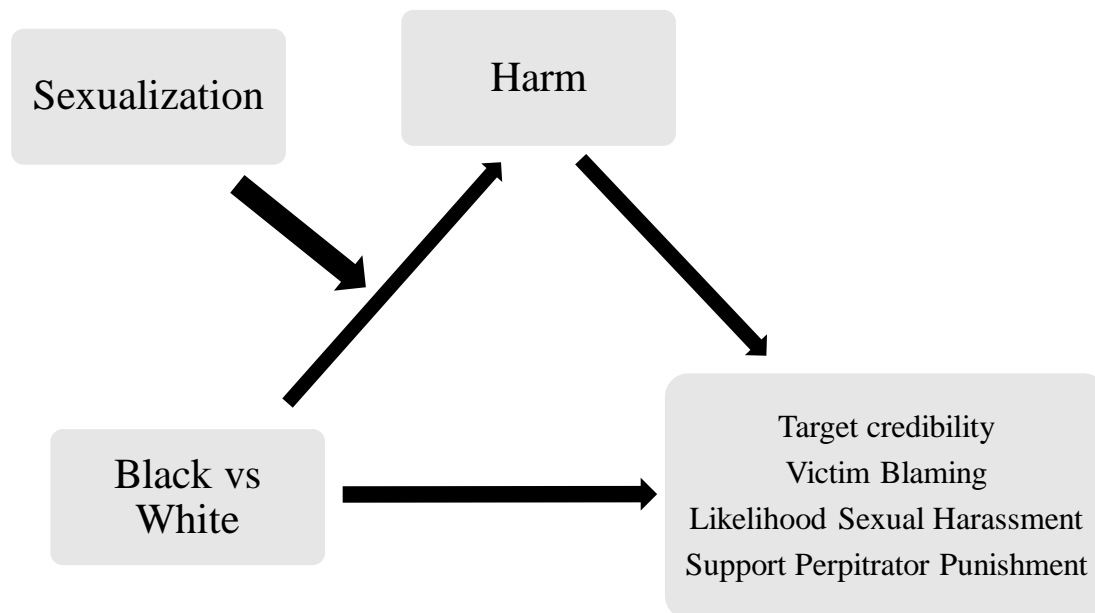 Sexualization
Harm
Black vs
White
Target credibility
Victim Blaming
Likelihood Sexual Harassment
Support Perpitrator Punishment